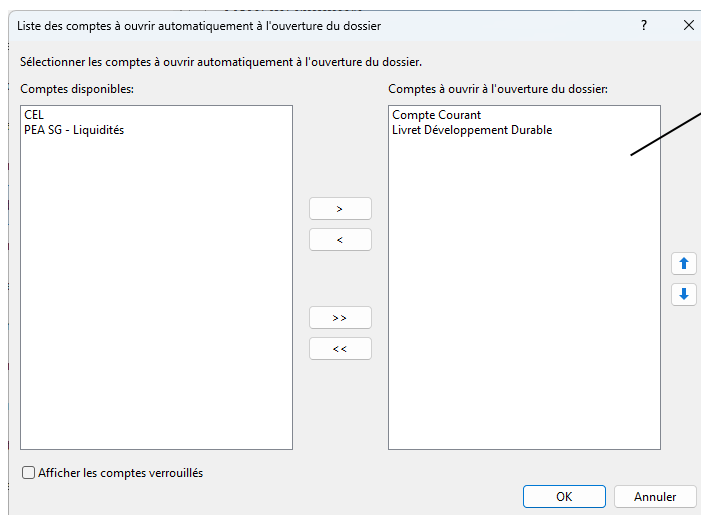 Liste des comptes à ouvrir automatiquement à l'ouverture du dossier
?
Sélectionner les comptes à ouvrir automatiquement à l'ouverture du dossier.
Comptes disponibles:
CEL
PEA SG - Liquidités
>
<
>>
<<
Comptes à ouvrir à l'ouverture du dossier:
Compte Courant
Livret Développement Durable
Afficher les comptes verrouillés
OK
Annuler